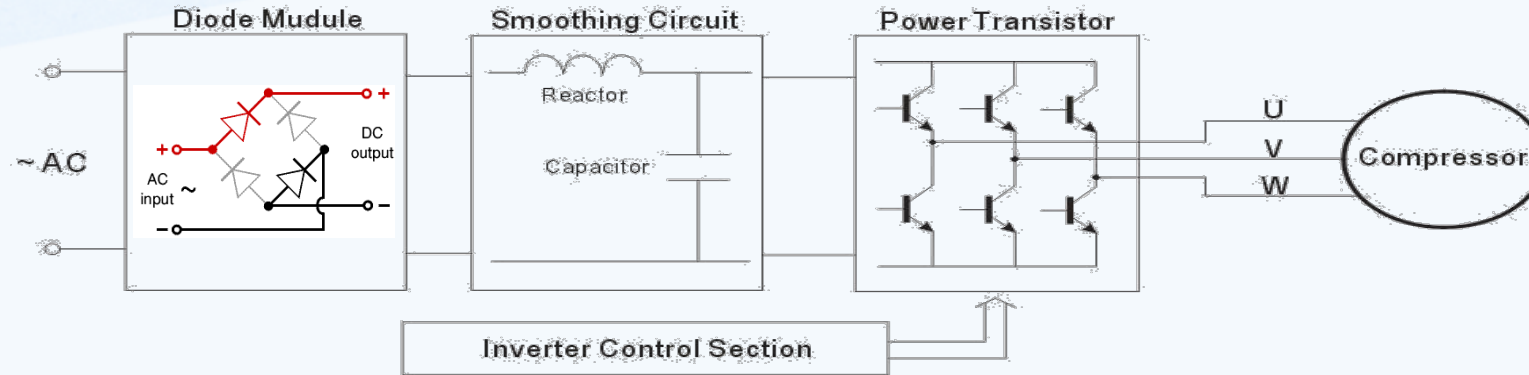 Diode Mudule
Smoothing Circuit
Power Transistor
~ AC
+
+
AC
input
~
DC
output
−
−
Reactor
Capacitor
U
V
W
Compressor
Inverter Control Section